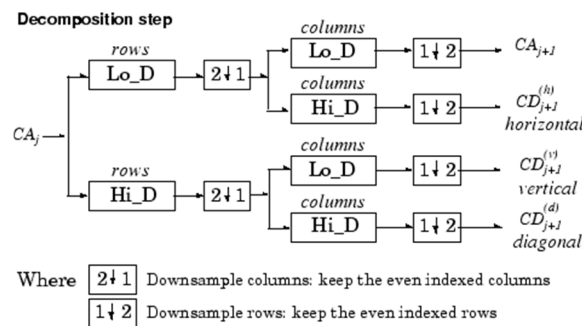 Decomposition step
columns
rows
Lo_D 1↓2 CA_{j+1}
Lo_D 2↓1
columns
Hi_D 1↓2 CD_{j+1}^{(h)}
horizontal
CA_j
columns
rows
Lo_D 1↓2 CD_{j+1}^{(v)}
vertical
Hi_D 2↓1
columns
Hi_D 1↓2 CD_{j+1}^{(d)}
diagonal
Where 2↓1 Downsample columns: keep the even indexed columns
1↓2 Downsample rows: keep the even indexed rows